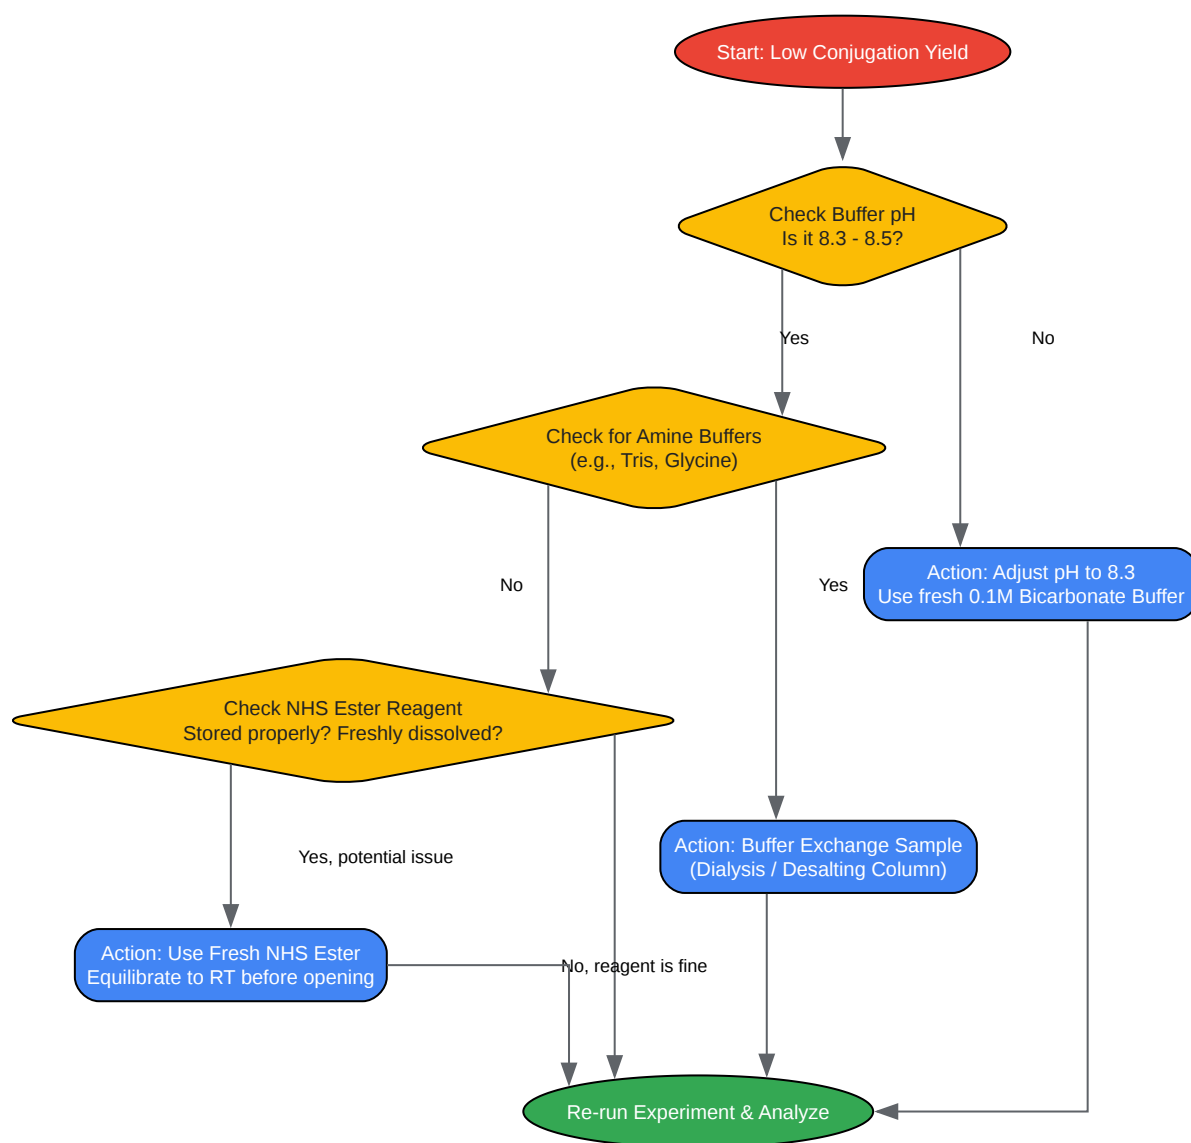 Start: Low Conjugation Yield
Check Buffer pH
Is it 8.3 - 8.5?
Yes
No
Check for Amine Buffers
(e.g., Tris, Glycine)
No
Yes
Action: Adjust pH to 8.3
Use fresh 0.1M Bicarbonate Buffer
Check NHS Ester Reagent
Stored properly? Freshly dissolved?
Yes, potential issue
Action: Buffer Exchange Sample
(Dialysis / Desalting Column)
Action: Use Fresh NHS Ester
Equilibrate to RT before opening
No, reagent is fine
Re-run Experiment & Analyze